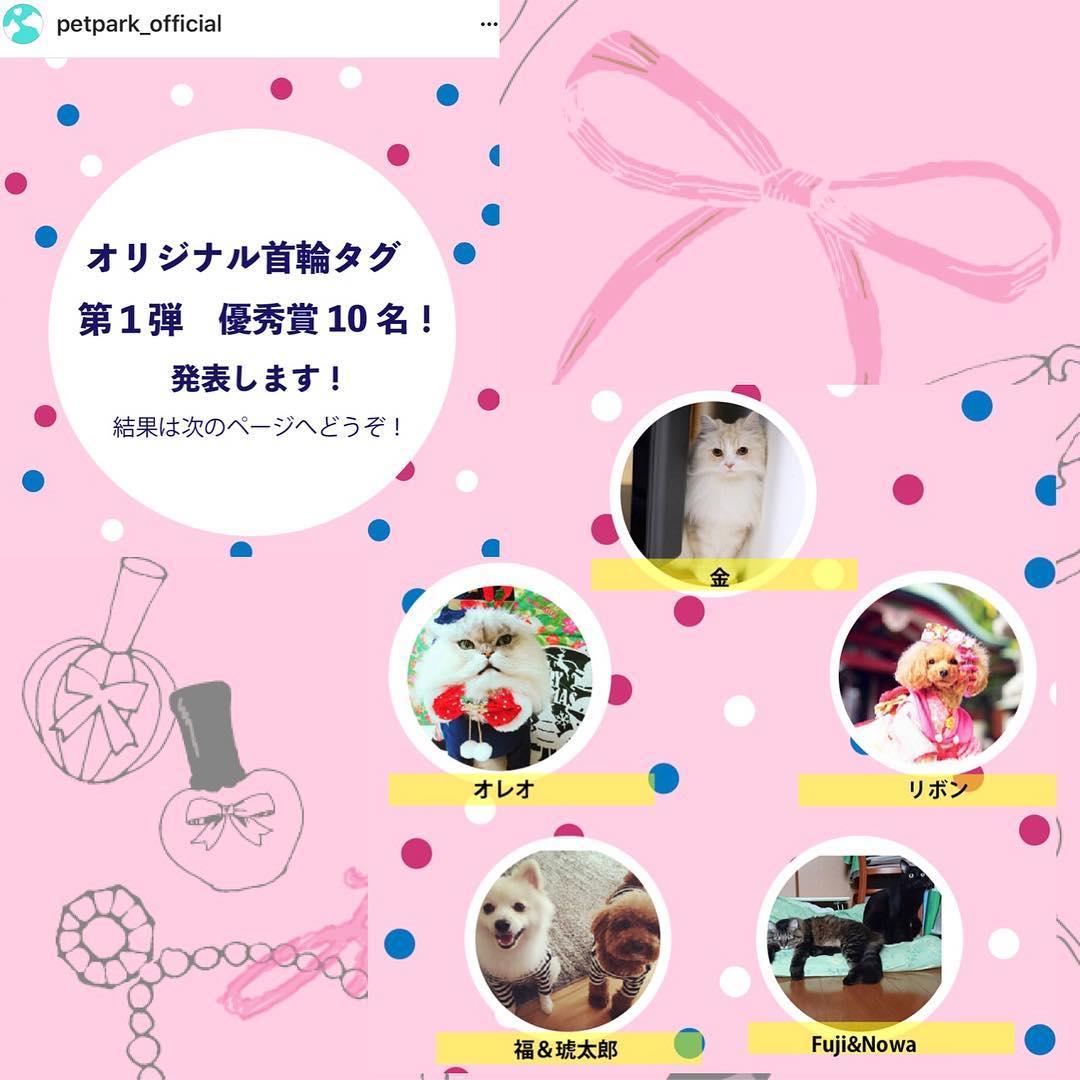 petpark_official
オリジナル首輪タグ
第1弾　優秀賞10名！
発表します！
結果は次のページへどうぞ！
金
オレオ
リボン
福＆琥太郎
Fuji&Nowa